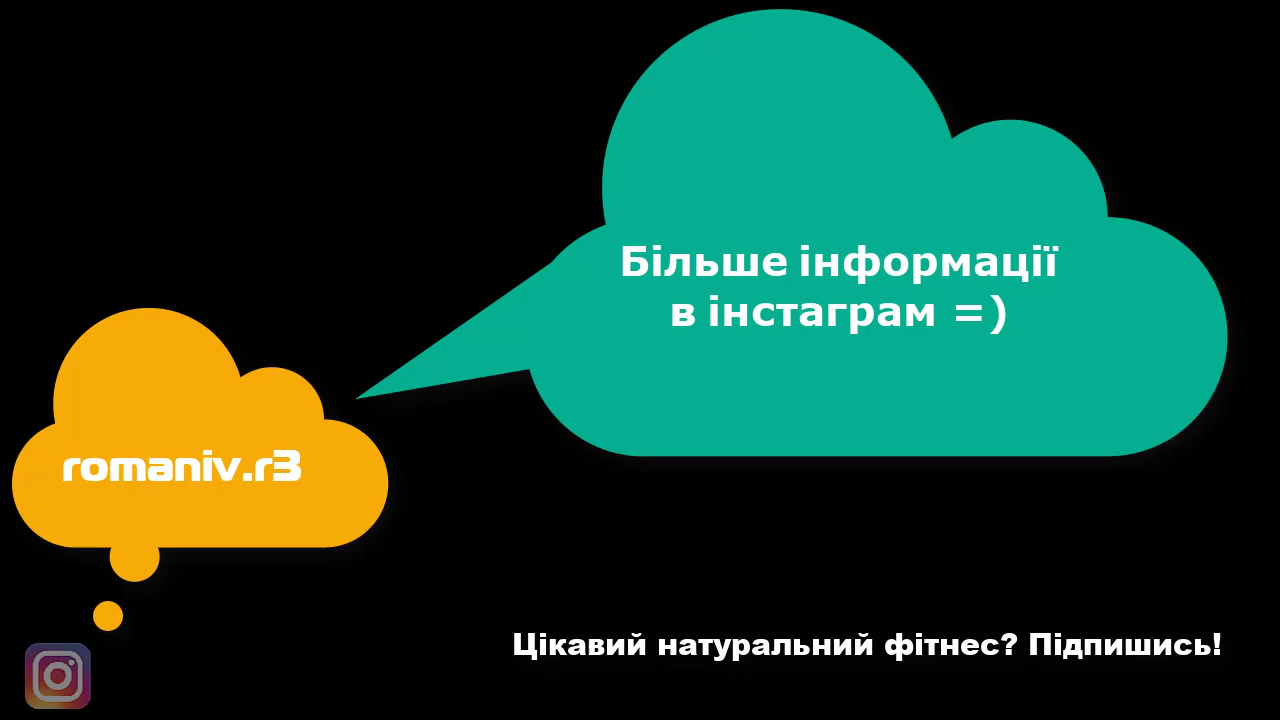 Більше інформації
в інстаграм =)
romaniv.r3
Цікавий натуральний фітнес? Підпишись!